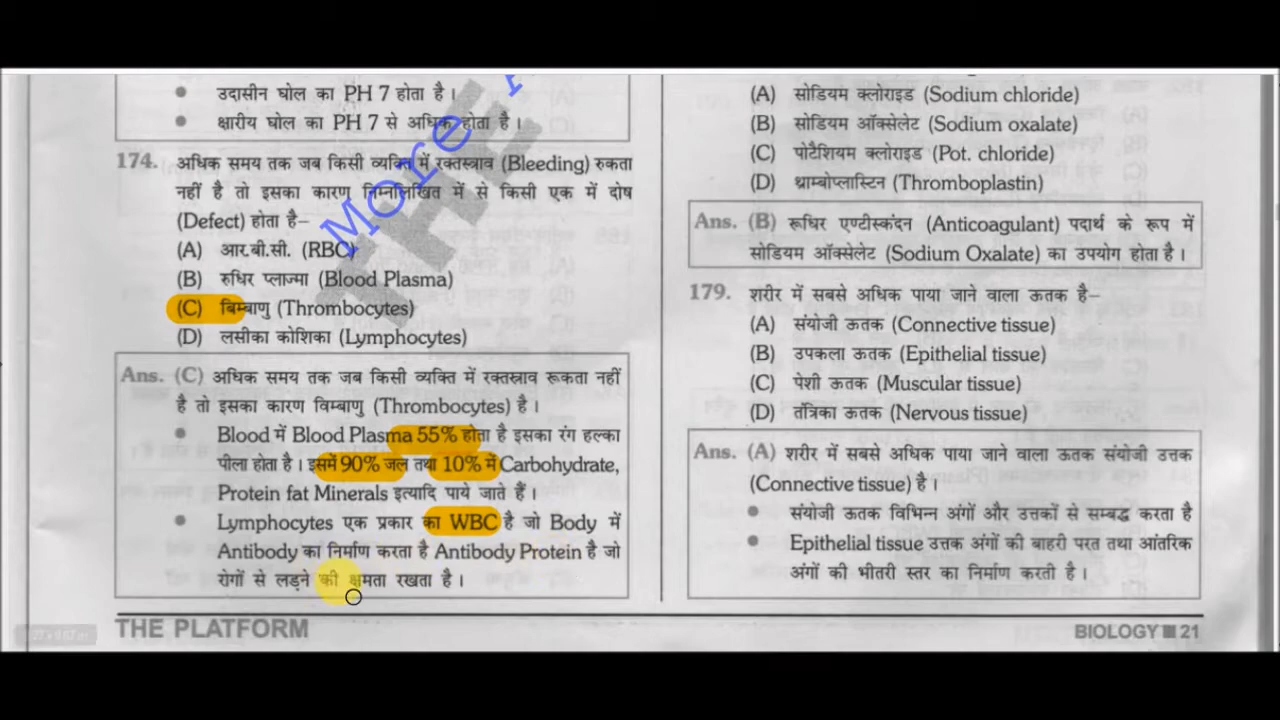 • उदासीन घोल का PH 7 होता है।
• क्षारीय घोल का PH 7 से अधिक होता है।
174. अधिक समय तक जब किसी व्यक्ति में रक्तस्त्राव (Bleeding) रुकता
नहीं है तो इसका कारण निम्नलिखित में से किसी एक में दोष
(Defect) होता है–
(A) आर.बी.सी. (RBC)
(B) रुधिर प्लाज्मा (Blood Plasma)
(C) बिम्बाणु (Thrombocytes)
(D) लसीका कोशिका (Lymphocytes)
Ans. (C) अधिक समय तक जब किसी व्यक्ति में रक्तस्राव रूकता नहीं
है तो इसका कारण विम्बाणु (Thrombocytes) है।
• Blood में Blood Plasma 55% होता है इसका रंग हल्का
पीला होता है। इसमें 90% जल तथा 10% में Carbohydrate,
Protein fat Minerals इत्यादि पाये जाते हैं।
• Lymphocytes एक प्रकार का WBC है जो Body में
Antibody का निर्माण करता है Antibody Protein है जो
रोगों से लड़ने की क्षमता रखता है।
THE PLATFORM
(A) सोडियम क्लोराइड (Sodium chloride)
(B) सोडियम ऑक्सेलेट (Sodium oxalate)
(C) पोटैशियम क्लोराइड (Pot. chloride)
(D) थ्राम्बोप्लास्टिन (Thromboplastin)
Ans. (B) रूधिर एण्टीस्कंदन (Anticoagulant) पदार्थ के रूप में
सोडियम ऑक्सेलेट (Sodium Oxalate) का उपयोग होता है।
179. शरीर में सबसे अधिक पाया जाने वाला ऊतक है–
(A) संयोजी ऊतक (Connective tissue)
(B) उपकला ऊतक (Epithelial tissue)
(C) पेशी ऊतक (Muscular tissue)
(D) तंत्रिका ऊतक (Nervous tissue)
Ans. (A) शरीर में सबसे अधिक पाया जाने वाला ऊतक संयोजी उत्तक
(Connective tissue) है।
• संयोजी ऊतक विभिन्न अंगों और उत्तकों से सम्बद्ध करता है
• Epithelial tissue उत्तक अंगों की बाहरी परत तथा आंतरिक
अंगों की भीतरी स्तर का निर्माण करती है।
BIOLOGY 21
More
THE